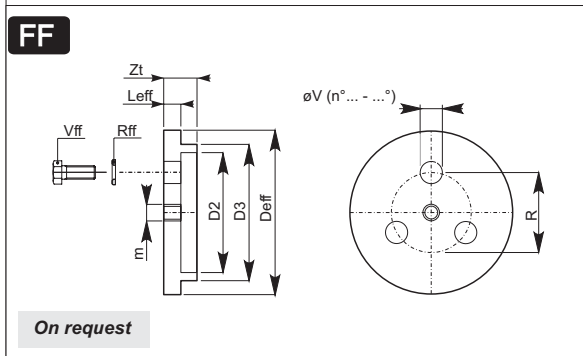 FF
Zt
Leff
øV (n°... - ...°)
Vff
Rff
m
D2
D3
Deff
R
On request